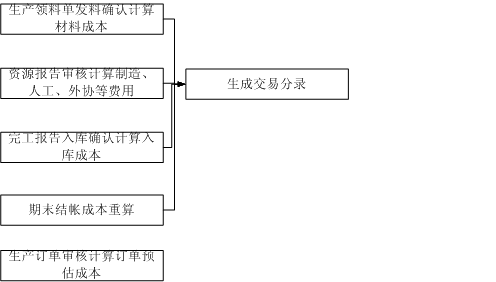 生产领料单发料确认计算
材料成本
资源报告审核计算制造、
人工、外协等费用
生成交易分录
完工报告入库确认计算入
库成本
期末结帐成本重算
生产订单审核计算订单预
估成本